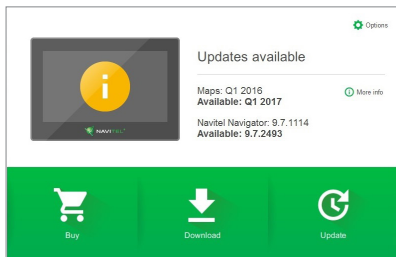 Options
Updates available
Maps: Q1 2016
Available: Q1 2017
More info
Navitel Navigator: 9.7.1114
Available: 9.7.2493
NAVITEL
Buy
Download
Update